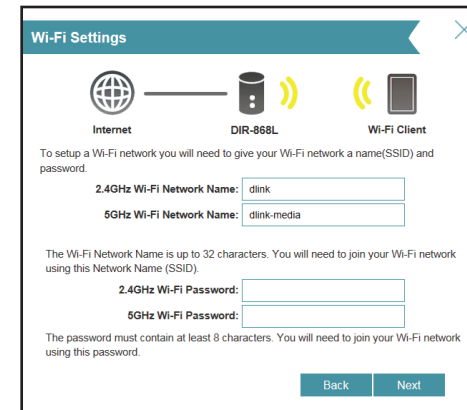 Wi-Fi Settings
Internet
DIR-868L
Wi-Fi Client
To setup a Wi-Fi network you will need to give your Wi-Fi network a name(SSID) and
password.
2.4GHz Wi-Fi Network Name: dlink
5GHz Wi-Fi Network Name: dlink-media
The Wi-Fi Network Name is up to 32 characters. You will need to join your Wi-Fi network
using this Network Name (SSID).
2.4GHz Wi-Fi Password:
5GHz Wi-Fi Password:
The password must contain at least 8 characters. You will need to join your Wi-Fi network
using this password.
Back Next